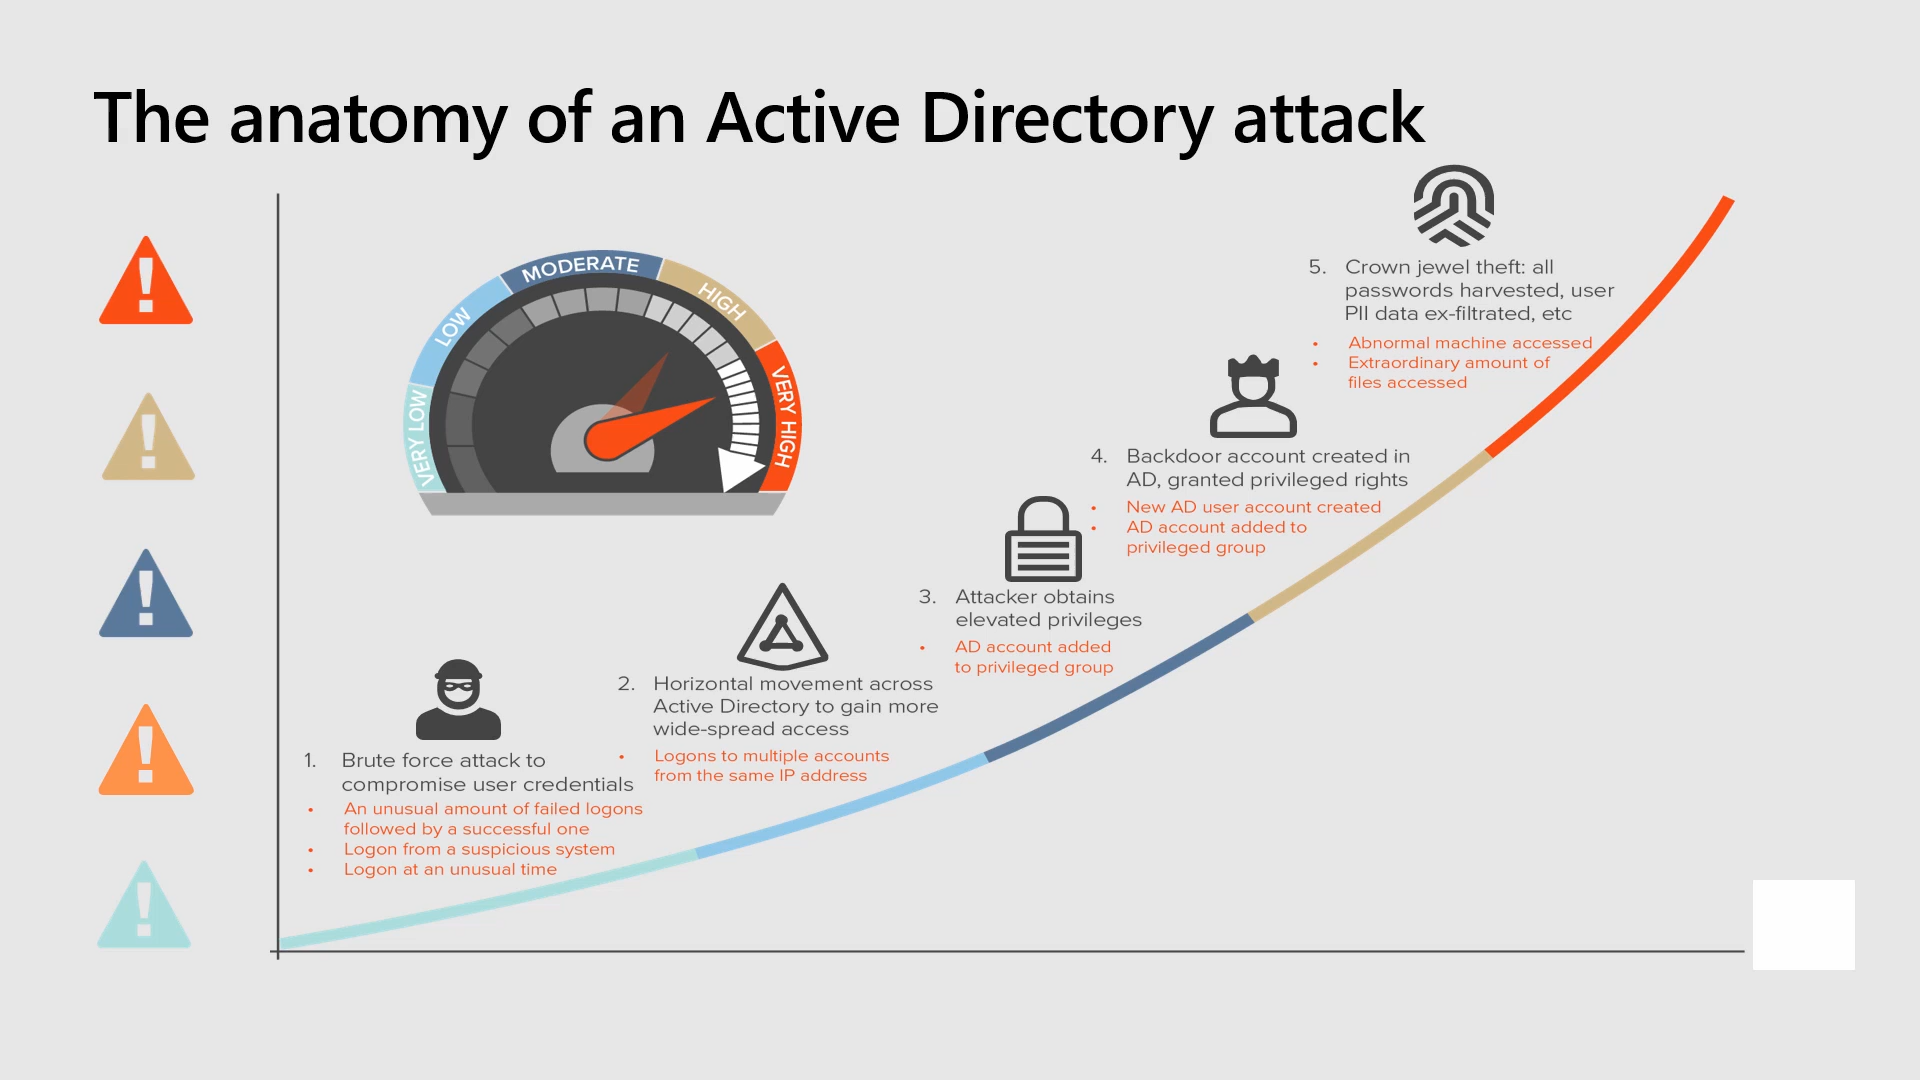 The anatomy of an Active Directory attack
VERY LOW
LOW
MODERATE
HIGH
VERY HIGH
1. Brute force attack to
compromise user credentials
• An unusual amount of failed logons
followed by a successful one
• Logon from a suspicious system
• Logon at an unusual time
2. Horizontal movement across
Active Directory to gain more
wide-spread access
• Logons to multiple accounts
from the same IP address
3. Attacker obtains
elevated privileges
• AD account added
to privileged group
4. Backdoor account created in
AD, granted privileged rights
• New AD user account created
• AD account added to
privileged group
5. Crown jewel theft: all
passwords harvested, user
PII data ex-filtrated, etc
• Abnormal machine accessed
• Extraordinary amount of
files accessed